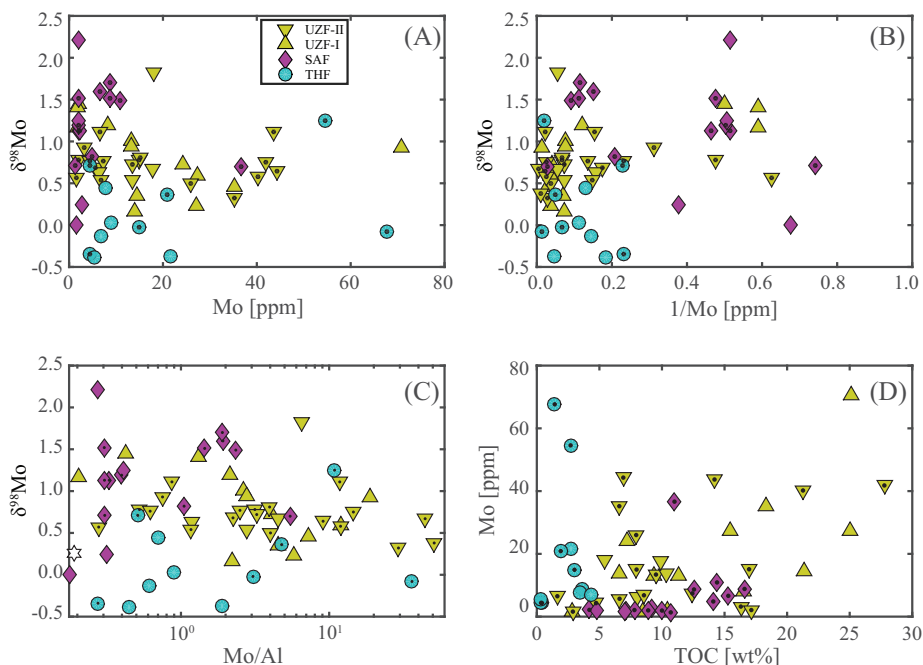 2.5
2.0
1.5
1.0
0.5
0.0
-0.5
δ⁹⁸Mo
0
20
40
60
80
Mo [ppm]
(A)
UZF-II
UZF-I
SAF
THF
2.5
2.0
1.5
1.0
0.5
0.0
-0.5
δ⁹⁸Mo
0.0
0.2
0.4
0.6
0.8
1.0
1/Mo [ppm]
(B)
2.5
2.0
1.5
1.0
0.5
0.0
-0.5
δ⁹⁸Mo
10⁰
10¹
Mo/Al
(C)
80
60
40
20
0
Mo [ppm]
0
5
10
15
20
25
30
TOC [wt%]
(D)